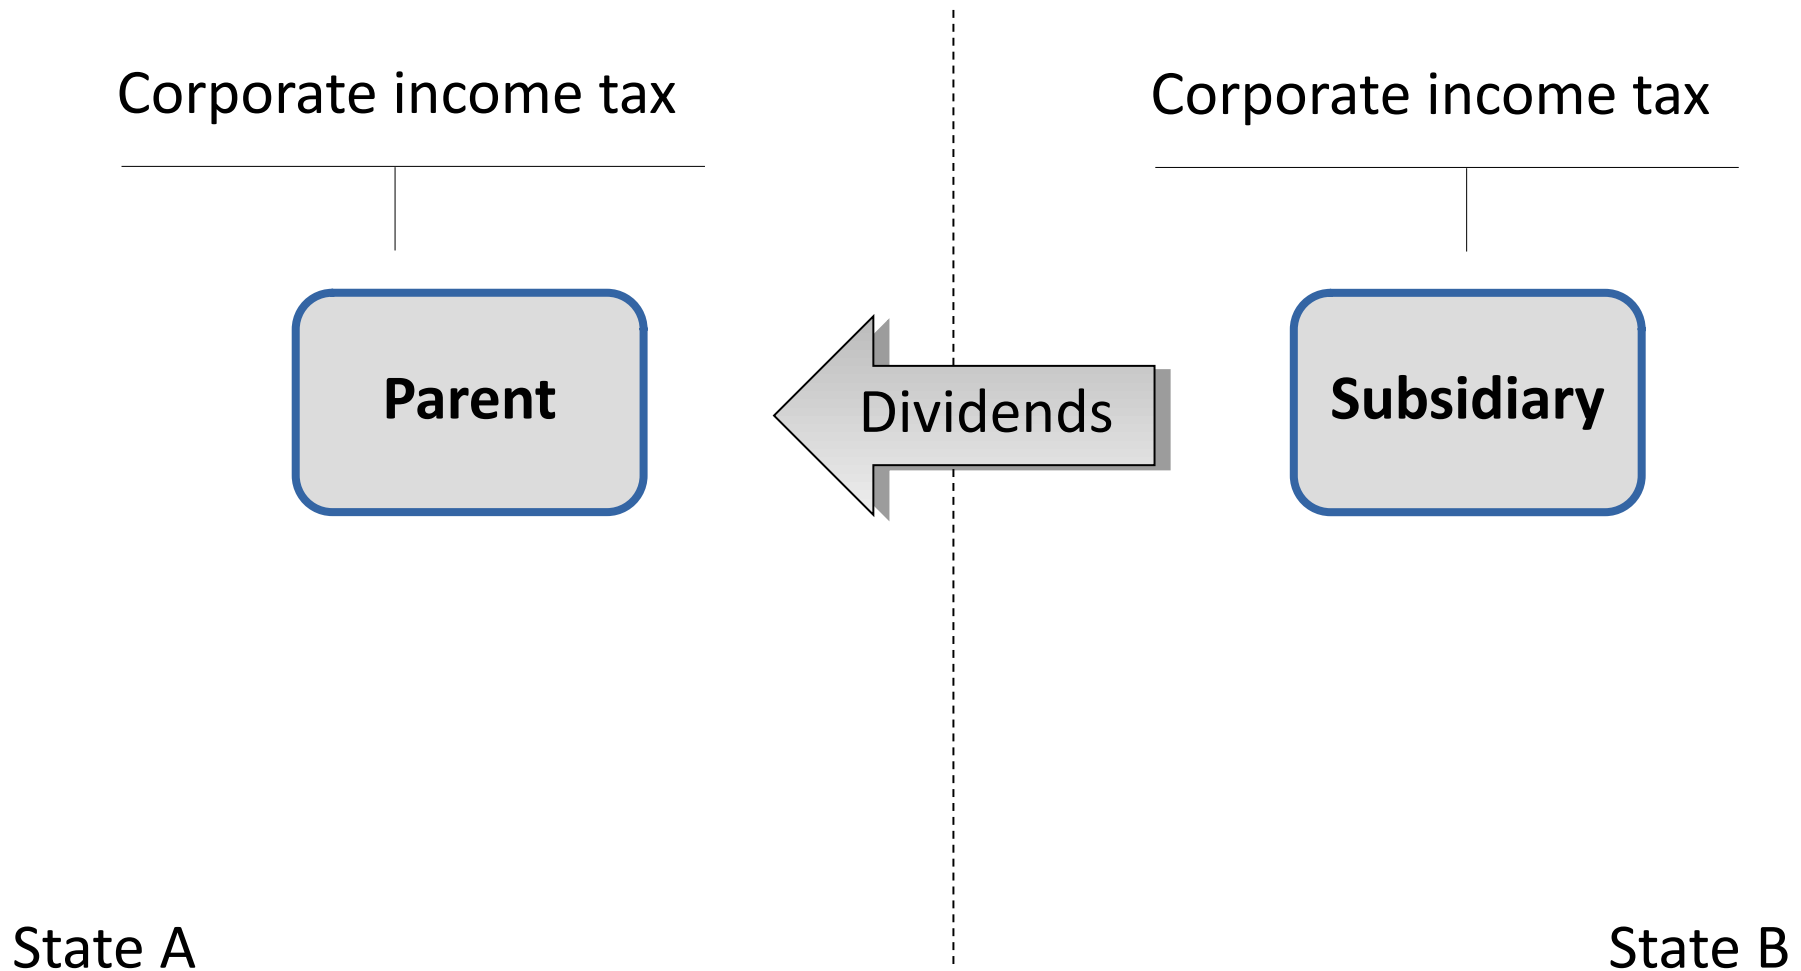 Corporate income tax
Corporate income tax
Parent
Dividends
Subsidiary
State A
State B